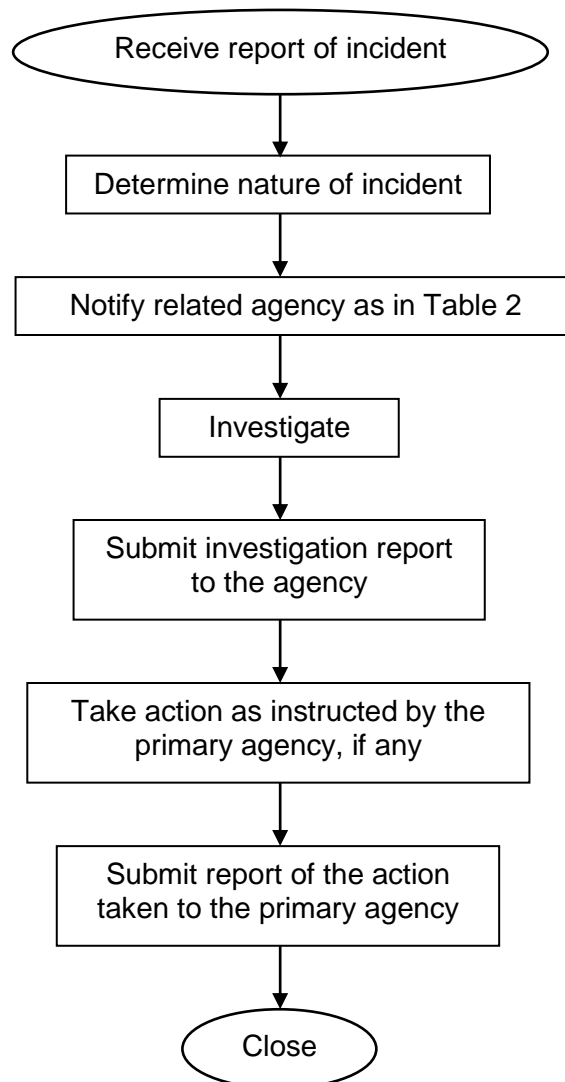 Receive report of incident
Determine nature of incident
Notify related agency as in Table 2
Investigate
Submit investigation report
to the agency
Take action as instructed by the
primary agency, if any
Submit report of the action
taken to the primary agency
Close